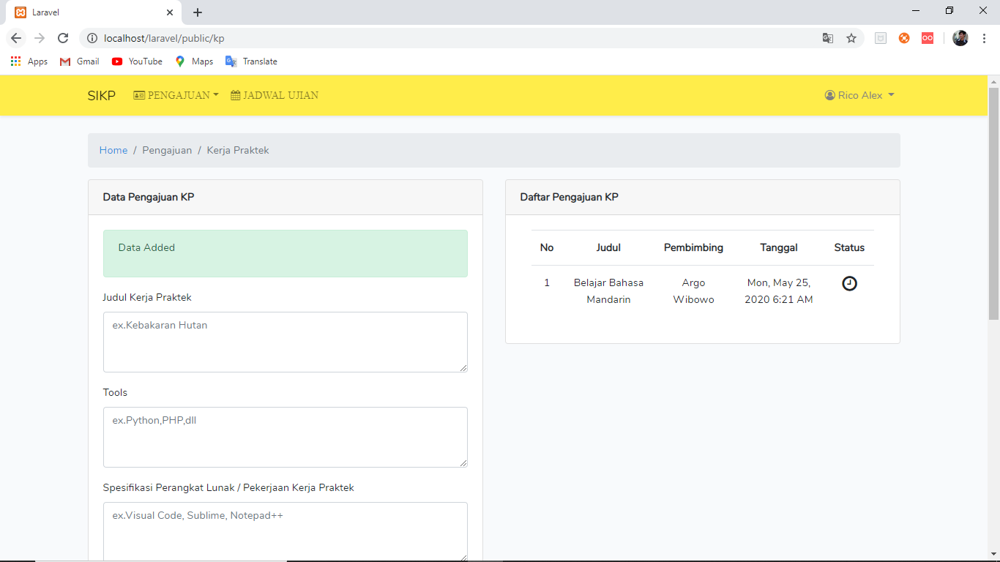 Laravel
localhost/laravel/public/kp
Apps Gmail YouTube Maps Translate
SIKP PENGAJUAN JADWAL UJIAN Rico Alex
Home / Pengajuan / Kerja Praktek
Data Pengajuan KP
Data Added
Judul Kerja Praktek
ex.Kebakaran Hutan
Tools
ex.Python,PHP,dll
Spesifikasi Perangkat Lunak / Pekerjaan Kerja Praktek
ex.Visual Code, Sublime, Notepad++
Daftar Pengajuan KP
No Judul Pembimbing Tanggal Status
1 Belajar Bahasa Argo Mon, May 25,
Mandarin Wibowo 2020 6:21 AM